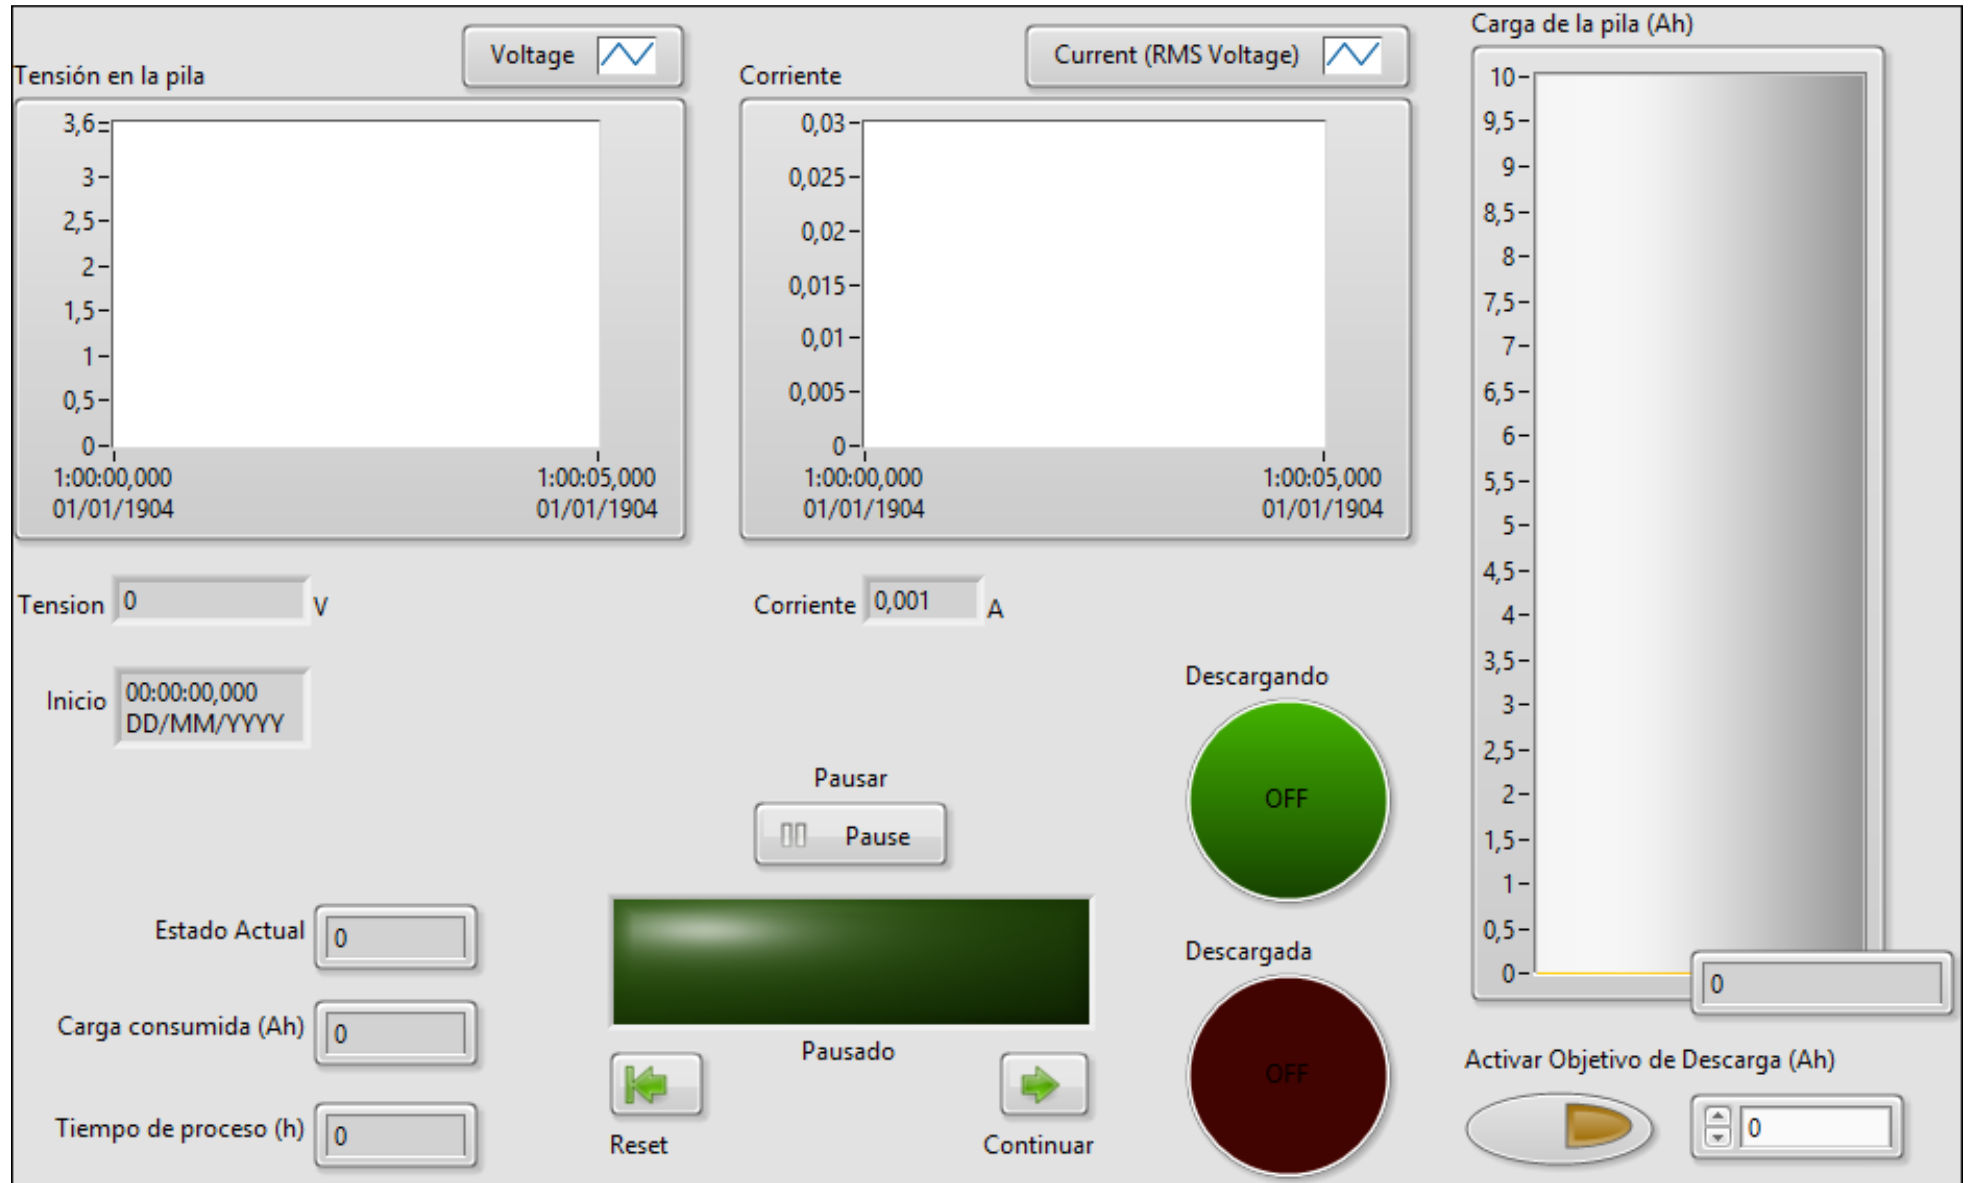 Tensión en la pila
Voltage
3,6
3
2,5
2
1,5
1
0,5
0
1:00:00,000
01/01/1904
1:00:05,000
01/01/1904
Corriente
Current (RMS Voltage)
0,03
0,025
0,02
0,015
0,01
0,005
0
1:00:00,000
01/01/1904
1:00:05,000
01/01/1904
Carga de la pila (Ah)
10
9,5
9
8,5
8
7,5
7
6,5
6
5,5
5
4,5
4
3,5
3
2,5
2
1,5
1
0,5
0
0
Tension 0 V
Corriente 0,001 A
Inicio
00:00:00,000
DD/MM/YYYY
Descargando
OFF
Pausar
Pause
Estado Actual 0
Carga consumida (Ah) 0
Tiempo de proceso (h) 0
Pausado
Reset
Continuar
Descargada
OFF
Activar Objetivo de Descarga (Ah)
0